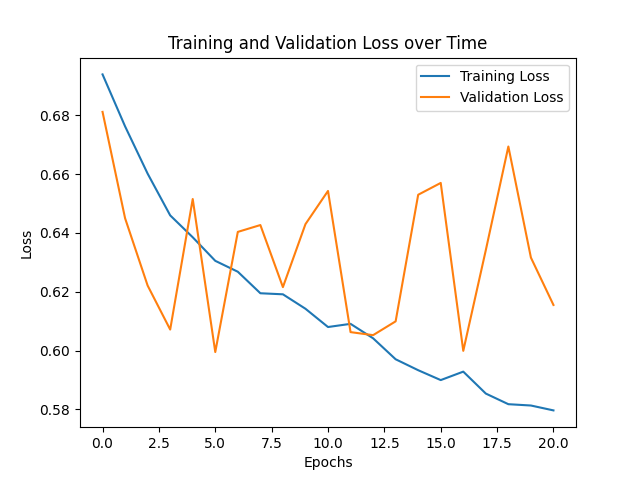 Training and Validation Loss over Time
Training Loss
Validation Loss
0.68
0.66
0.64
0.62
0.60
0.58
Loss
0.0 2.5 5.0 7.5 10.0 12.5 15.0 17.5 20.0
Epochs